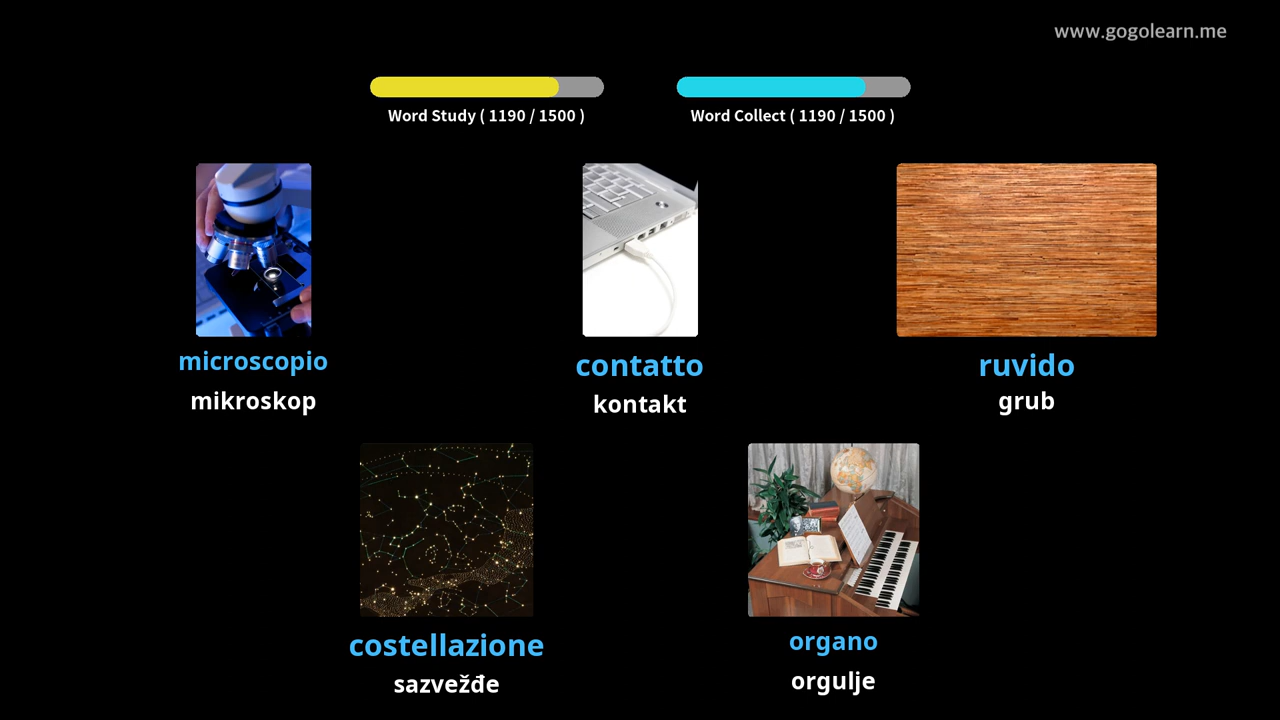 www.gogolearn.me
Word Study ( 1190 / 1500 )
Word Collect ( 1190 / 1500 )
microscopio
mikroskop
contatto
kontakt
ruvido
grub
costellazione
sazvežđe
organo
orgulje